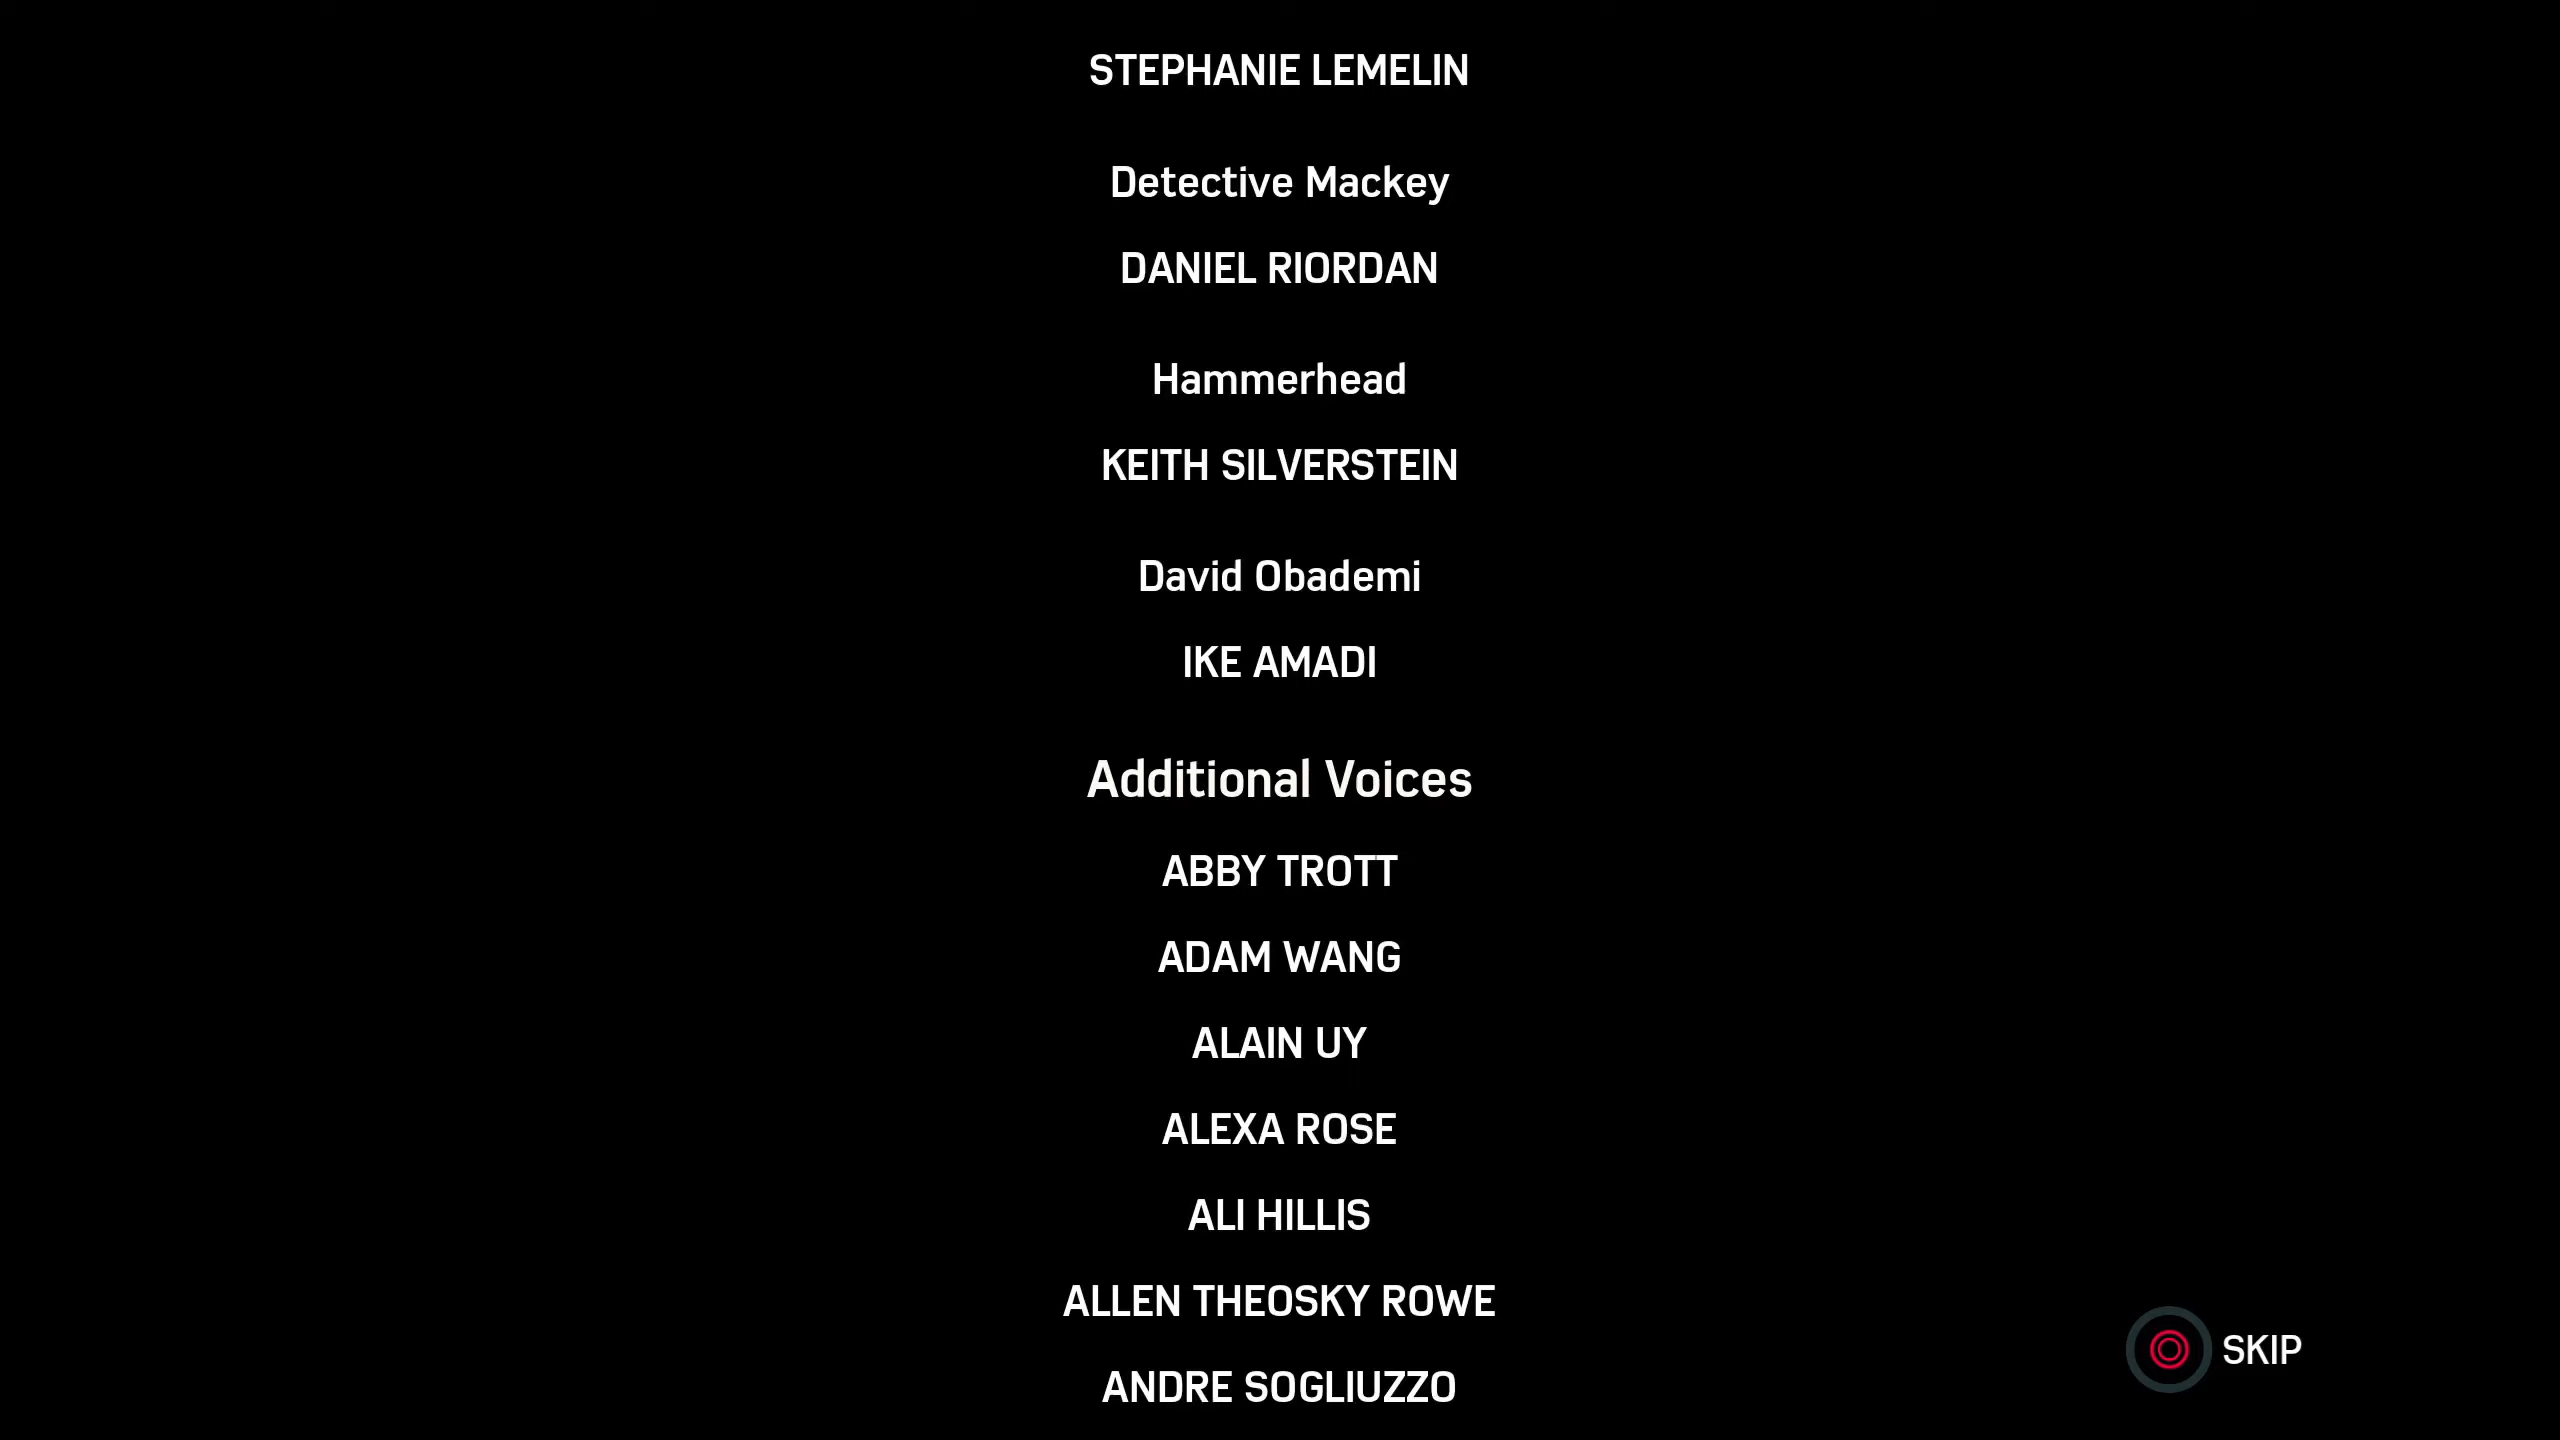 STEPHANIE LEMELIN
Detective Mackey
DANIEL RIORDAN
Hammerhead
KEITH SILVERSTEIN
David Obademi
IKE AMADI
Additional Voices
ABBY TROTT
ADAM WANG
ALAIN UY
ALEXA ROSE
ALI HILLIS
ALLEN THEOSKY ROWE
ANDRE SOGLIUZZO
SKIP